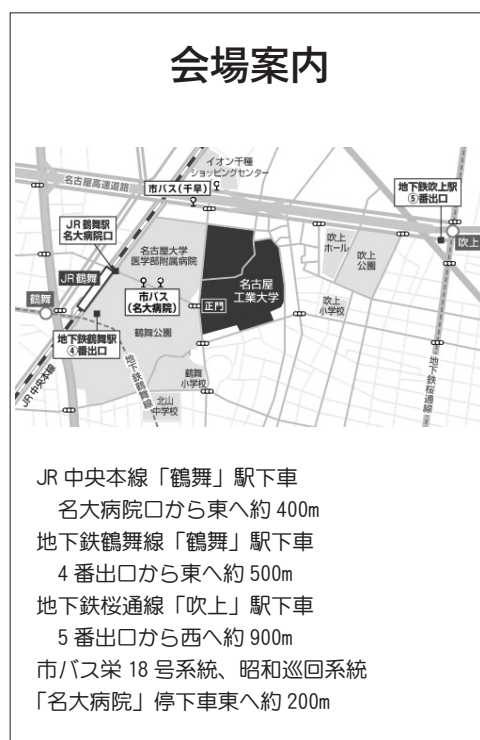 会場案内
イオン千種
ショッピングセンター
名古屋高速道路
市バス(千早)
地下鉄吹上駅
⑤番出口
JR鶴舞駅
名大病院口
名古屋大学
医学部附属病院
吹上
ホール
吹上
公園
吹上
JR鶴舞
市バス
(名大病院)
名古屋
工業大学
正門
鶴舞
吹上
小学校
地下鉄鶴舞駅
④番出口
鶴舞公園
地下鉄鶴舞線
鶴舞
小学校
北山
中学校
JR中央本線
地下鉄桜通線
JR 中央本線「鶴舞」駅下車
名大病院口から東へ約 400m
地下鉄鶴舞線「鶴舞」駅下車
4 番出口から東へ約 500m
地下鉄桜通線「吹上」駅下車
5 番出口から西へ約 900m
市バス栄 18 号系統、昭和巡回系統
「名大病院」停下車東へ約 200m